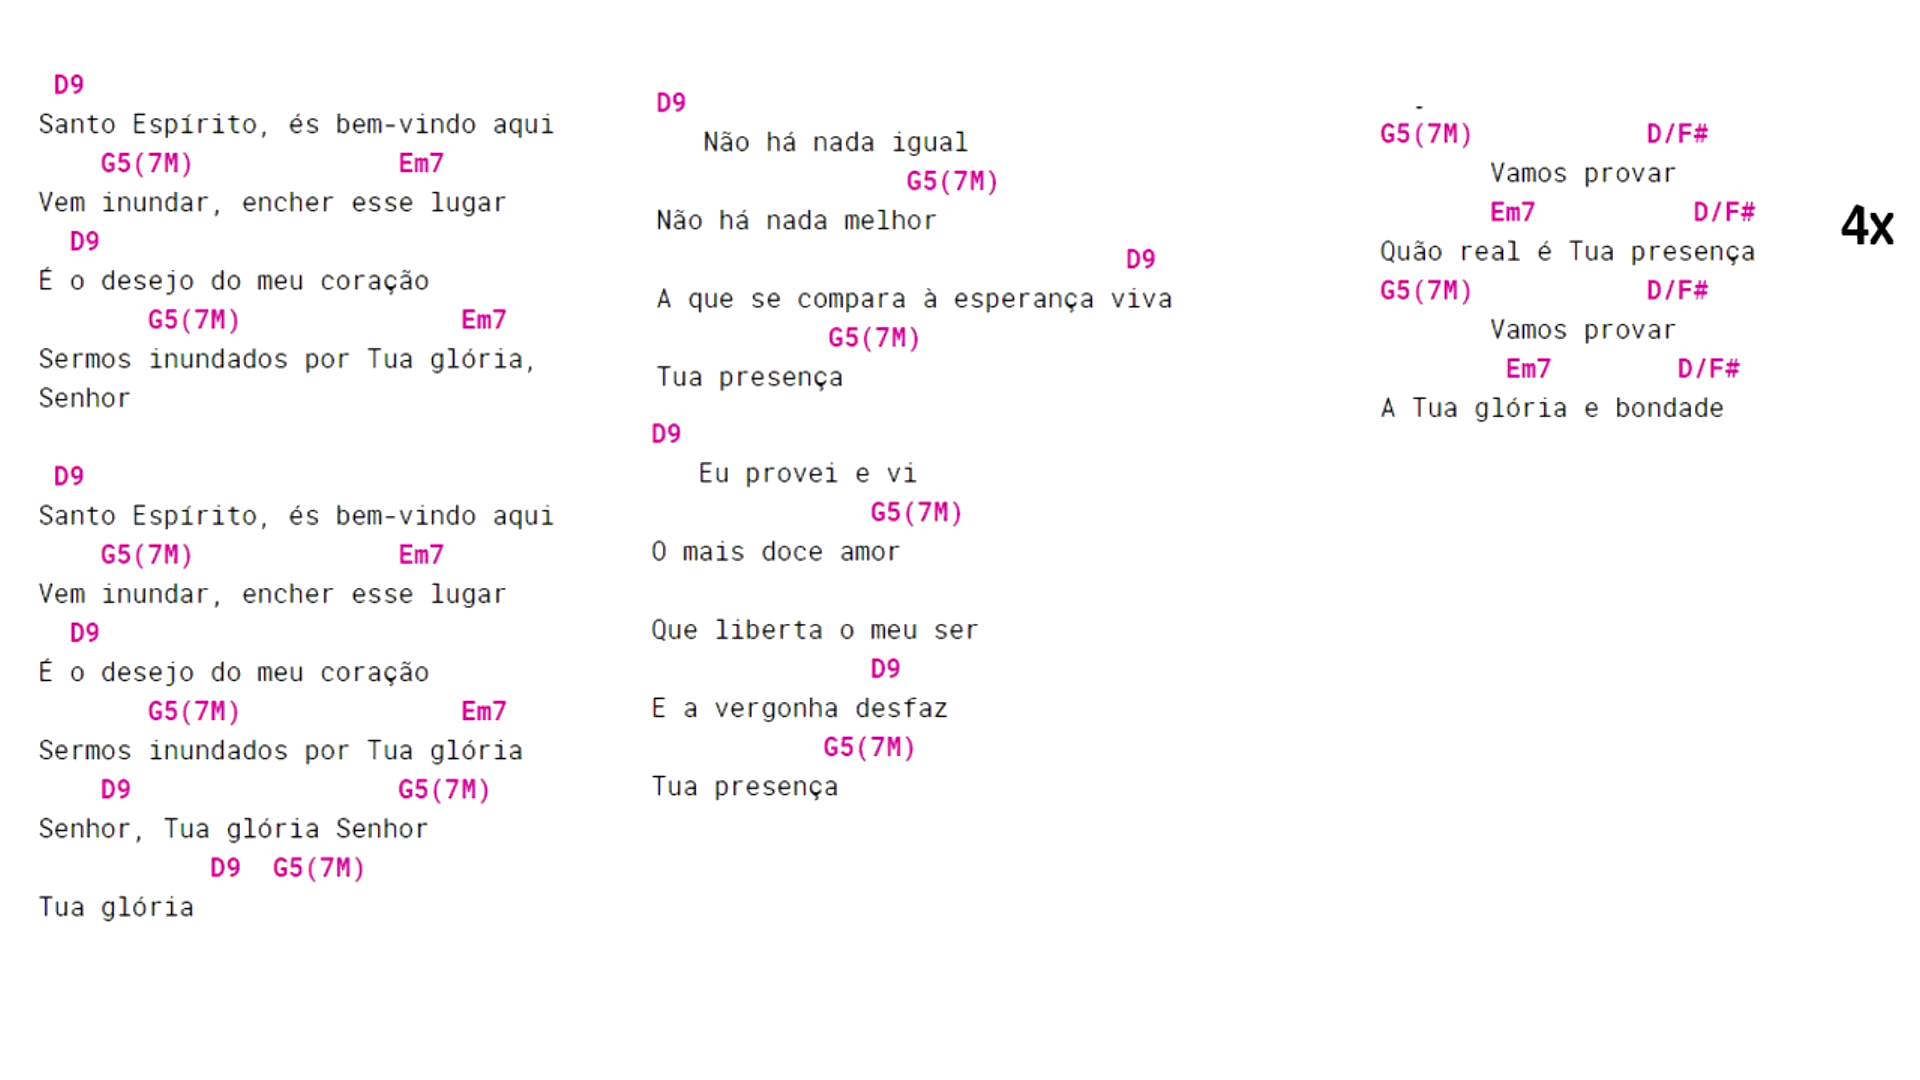 D9
Santo Espírito, és bem-vindo aqui
G5(7M) Em7
Vem inundar, encher esse lugar
D9
É o desejo do meu coração
G5(7M) Em7
Sermos inundados por Tua glória,
Senhor
D9
Santo Espírito, és bem-vindo aqui
G5(7M) Em7
Vem inundar, encher esse lugar
D9
É o desejo do meu coração
G5(7M) Em7
Sermos inundados por Tua glória
D9 G5(7M)
Senhor, Tua glória Senhor
D9 G5(7M)
Tua glória
D9
Não há nada igual
G5(7M)
Não há nada melhor
D9
A que se compara à esperança viva
G5(7M)
Tua presença
D9
Eu provei e vi
G5(7M)
O mais doce amor
Que liberta o meu ser
D9
E a vergonha desfaz
G5(7M)
Tua presença
G5(7M) D/F#
Vamos provar
Em7 D/F#
Quão real é Tua presença
G5(7M) D/F#
Vamos provar
Em7 D/F#
A Tua glória e bondade
4x